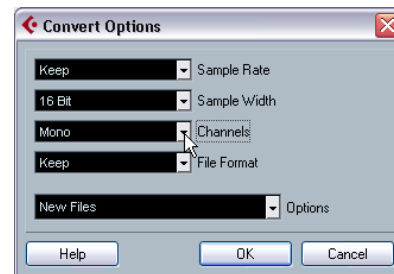 Convert Options
Keep Sample Rate
16 Bit Sample Width
Mono Channels
Keep File Format
New Files Options
Help OK Cancel